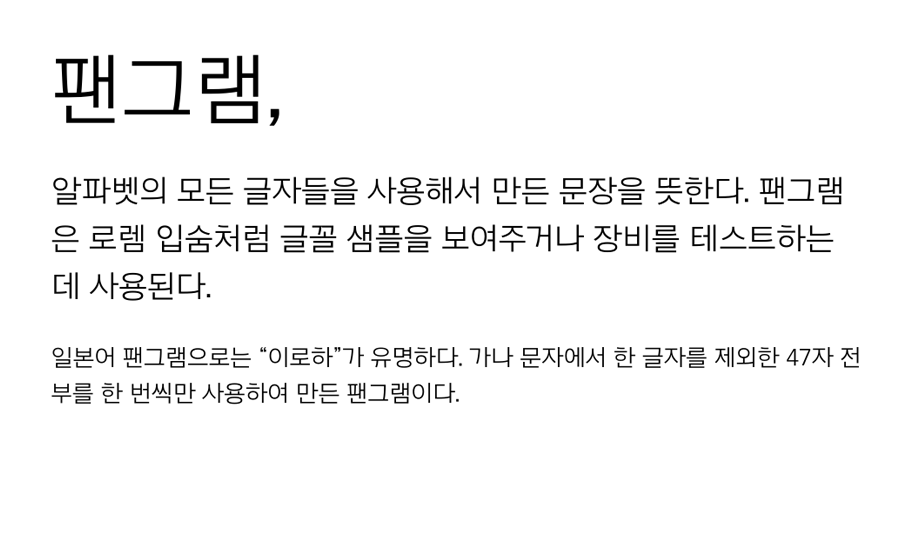 팬그램,
알파벳의 모든 글자들을 사용해서 만든 문장을 뜻한다. 팬그램
은 로렘 입숨처럼 글꼴 샘플을 보여주거나 장비를 테스트하는
데 사용된다.
일본어 팬그램으로는 “이로하”가 유명하다. 가나 문자에서 한 글자를 제외한 47자 전
부를 한 번씩만 사용하여 만든 팬그램이다.